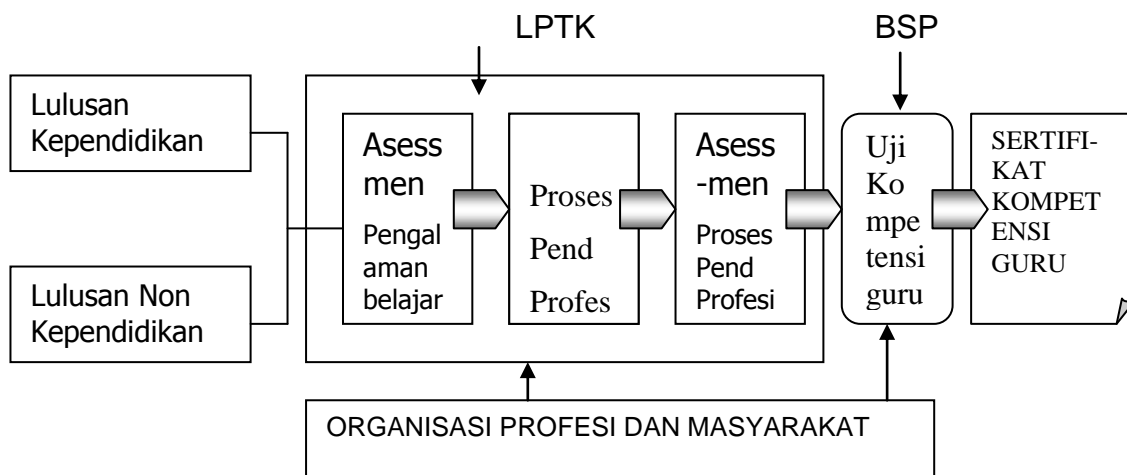 LPTK
BSP
Lulusan
Kependidikan
Lulusan Non
Kependidikan
Asess
men
Pengal
aman
belajar
Proses
Pend
Profes
Asess
-men
Proses
Pend
Profesi
Uji
Ko
mpe
tensi
guru
SERTIFI-
KAT
KOMPET
ENSI
GURU
ORGANISASI PROFESI DAN MASYARAKAT